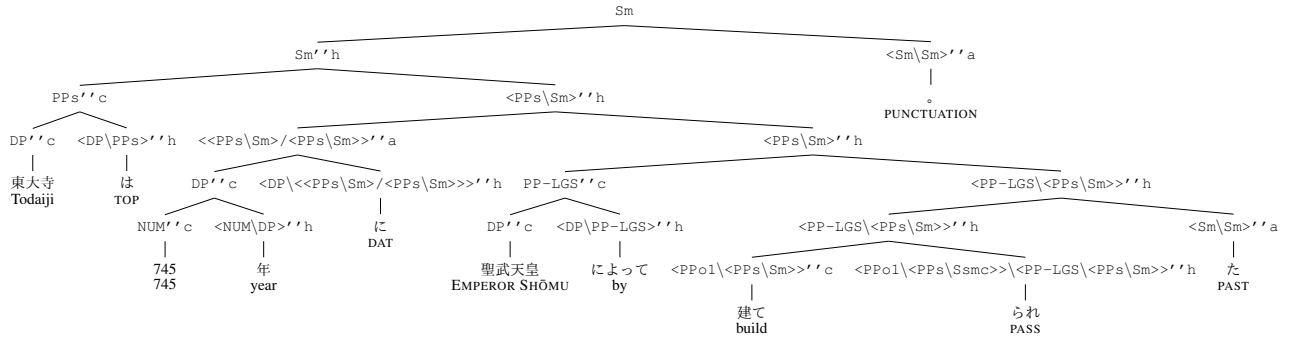 Sm
Sm''h <Sm\Sm>''a
PPs''c <PPs\Sm>''h 。
PUNCTUATION
DP''c <DP\PPs>''h <<PPs\Sm>/<PPs\Sm>>''a <PPs\Sm>''h
東大寺 は DP''c <DP\<<PPs\Sm>/<PPs\Sm>>>''h PP-LGS''c <PP-LGS\<PPs\Sm>>''h
Todaiji TOP
NUM''c <NUM\DP>''h に DP''c <DP\PP-LGS>''h <PP-LGS\<PPs\Sm>>''h <Sm\Sm>''a
DAT
745 年 聖武天皇 によって <PPo1\<PPs\Sm>>''c <PPo1\<PPs\Ssmc>>\<PP-LGS\<PPs\Sm>>''h た
745 year EMPEROR SHŌMU by PAST
建て られ
build PASS